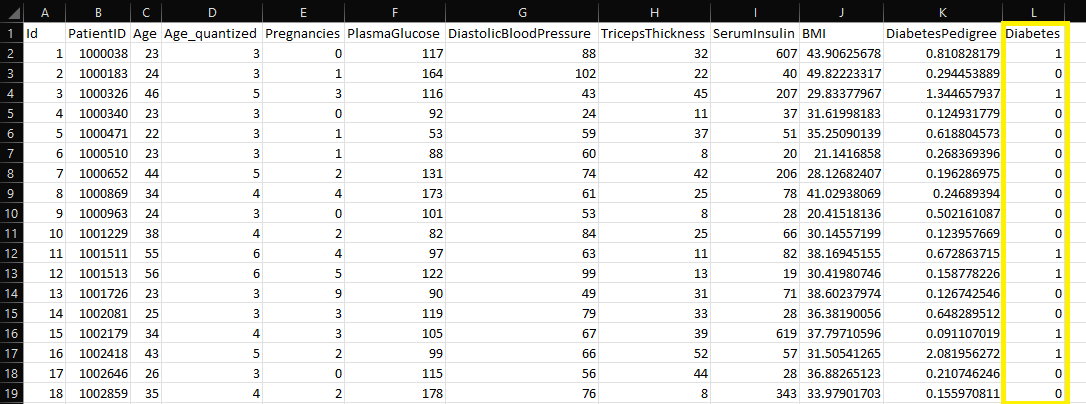 A B C D E F G H I J K L
1 Id PatientID Age Age_quantized Pregnancies PlasmaGlucose DiastolicBloodPressure TricepsThickness SerumInsulin BMI DiabetesPedigree Diabetes
2 1 1000038 23 3 0 117 88 32 607 43.90625678 0.810828179 1
3 2 1000183 24 3 1 164 102 22 40 49.82223317 0.294453889 0
4 3 1000326 46 5 3 116 43 45 207 29.83377967 1.344657937 1
5 4 1000340 23 3 0 92 24 11 37 31.61998183 0.124931779 0
6 5 1000471 22 3 1 53 59 37 51 35.25090139 0.618804573 0
7 6 1000510 23 3 1 88 60 8 20 21.1416858 0.268369396 0
8 7 1000652 44 5 2 131 74 42 206 28.12682407 0.196286975 0
9 8 1000869 34 4 4 173 61 25 78 41.02938069 0.24689394 0
10 9 1000963 24 3 0 101 53 8 28 20.41518136 0.502161087 0
11 10 1001229 38 4 2 82 84 25 66 30.14557199 0.123957669 0
12 11 1001511 55 6 4 97 63 11 82 38.16945155 0.672863715 1
13 12 1001513 56 6 5 122 99 13 19 30.41980746 0.158778226 1
14 13 1001726 23 3 9 90 49 31 71 38.60237974 0.126742546 0
15 14 1002081 25 3 3 119 79 33 28 36.38190056 0.648289512 0
16 15 1002179 34 4 3 105 67 39 619 37.79710596 0.091107019 1
17 16 1002418 43 5 2 99 66 52 57 31.50541265 2.081956272 1
18 17 1002646 26 3 0 115 56 44 28 36.88265123 0.210746246 0
19 18 1002859 35 4 2 178 76 8 343 33.97901703 0.155970811 0